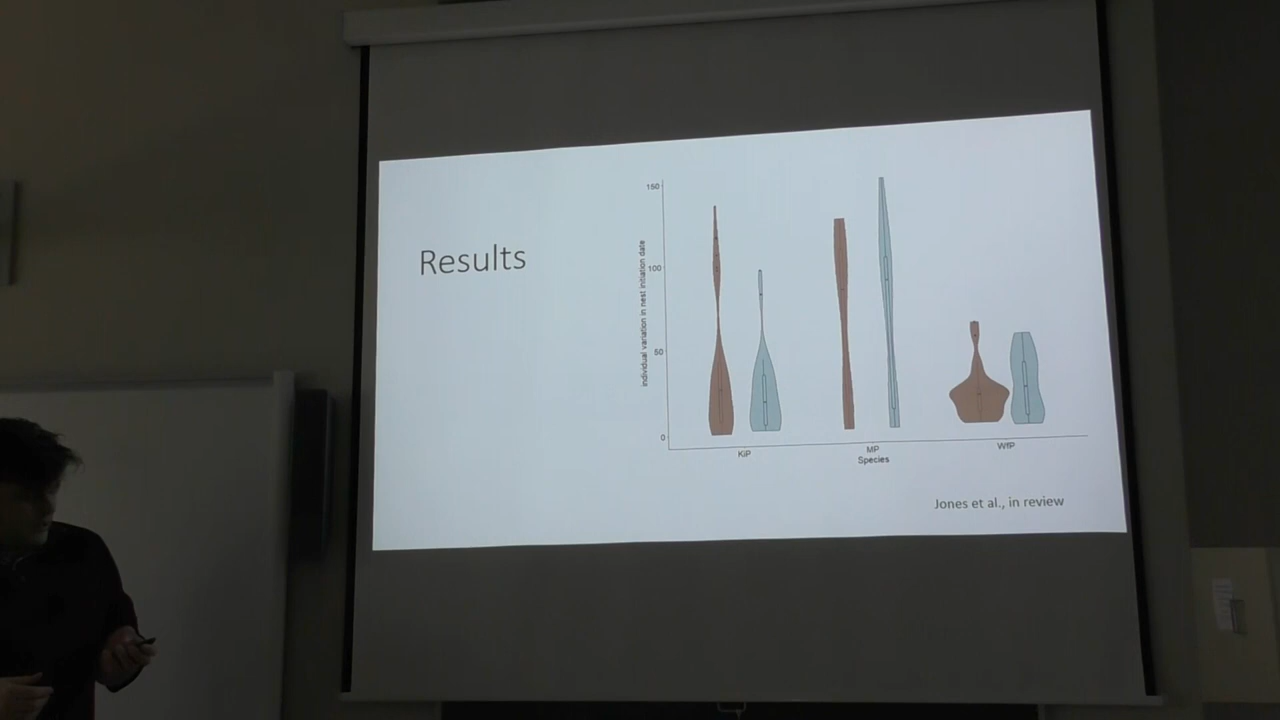 Results
individual variation in nest initiation date
150
100
50
0
KiP
MP
WfP
Species
Jones et al., in review